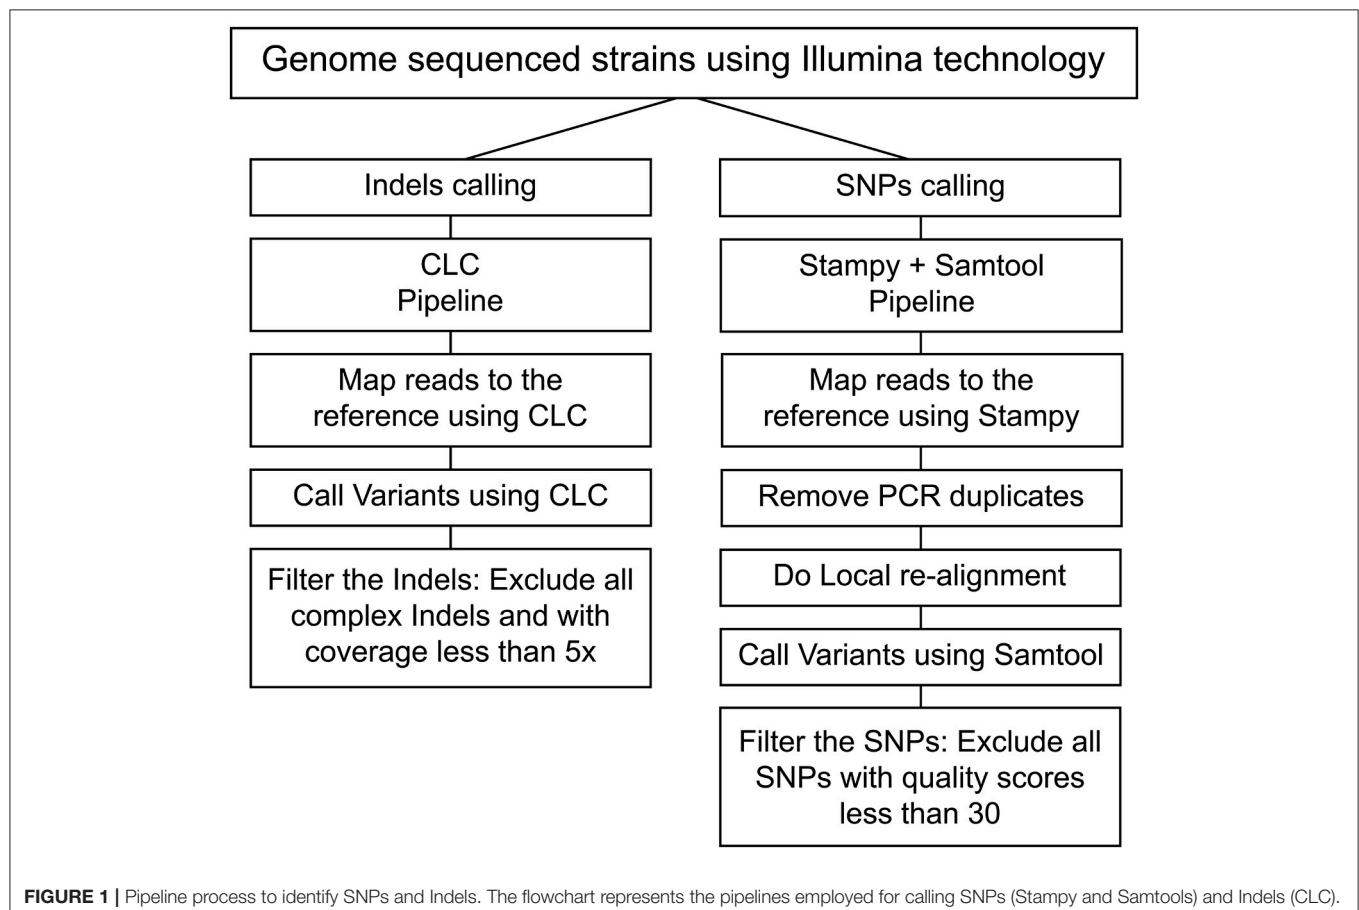 Genome sequenced strains using Illumina technology
Indels calling
CLC
Pipeline
Map reads to the
reference using CLC
Call Variants using CLC
Filter the Indels: Exclude all
complex Indels and with
coverage less than 5x
SNPs calling
Stampy + Samtool
Pipeline
Map reads to the
reference using Stampy
Remove PCR duplicates
Do Local re-alignment
Call Variants using Samtool
Filter the SNPs: Exclude all
SNPs with quality scores
less than 30
FIGURE 1 | Pipeline process to identify SNPs and Indels. The flowchart represents the pipelines employed for calling SNPs (Stampy and Samtools) and Indels (CLC).